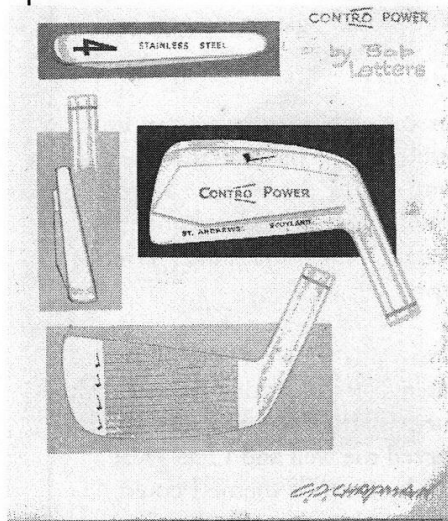 CONTRO POWER
by Bob
Letters
4 STAINLESS STEEL
CONTRO POWER
ST. ANDREWS SCOTLAND